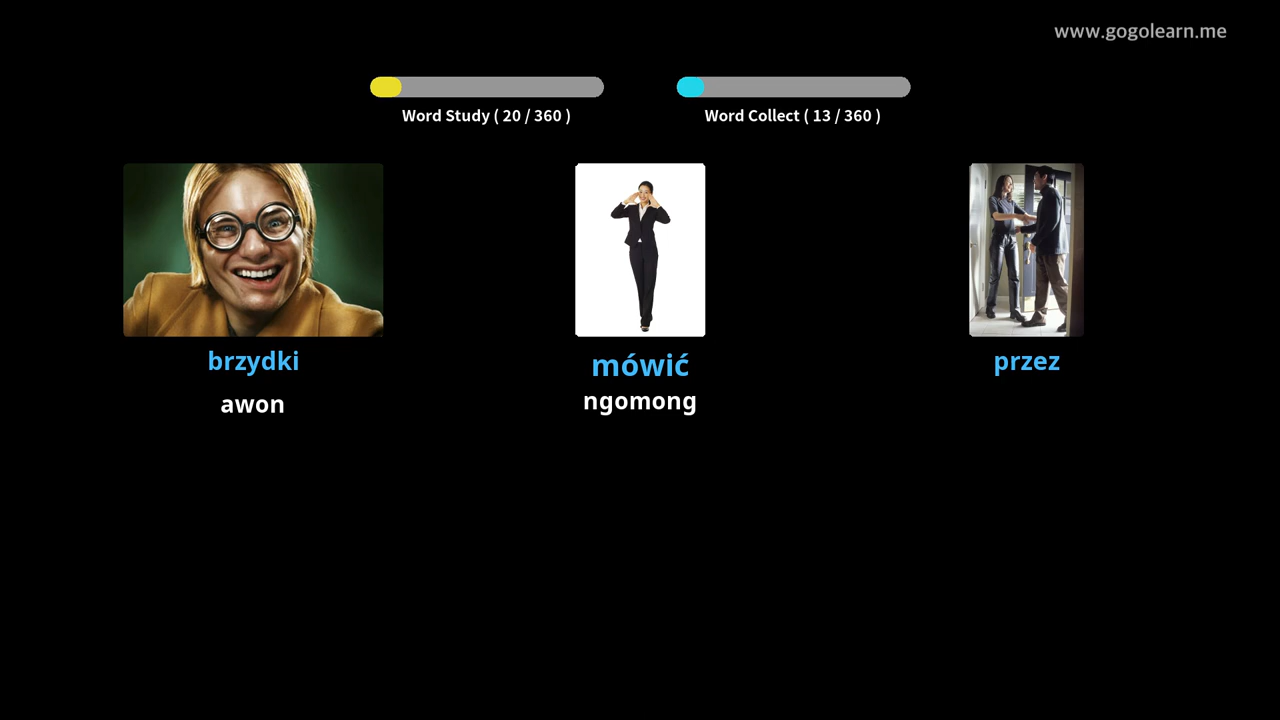 www.gogolearn.me
Word Study ( 20 / 360 )
Word Collect ( 13 / 360 )
brzydki
mówić
przez
awon
ngomong